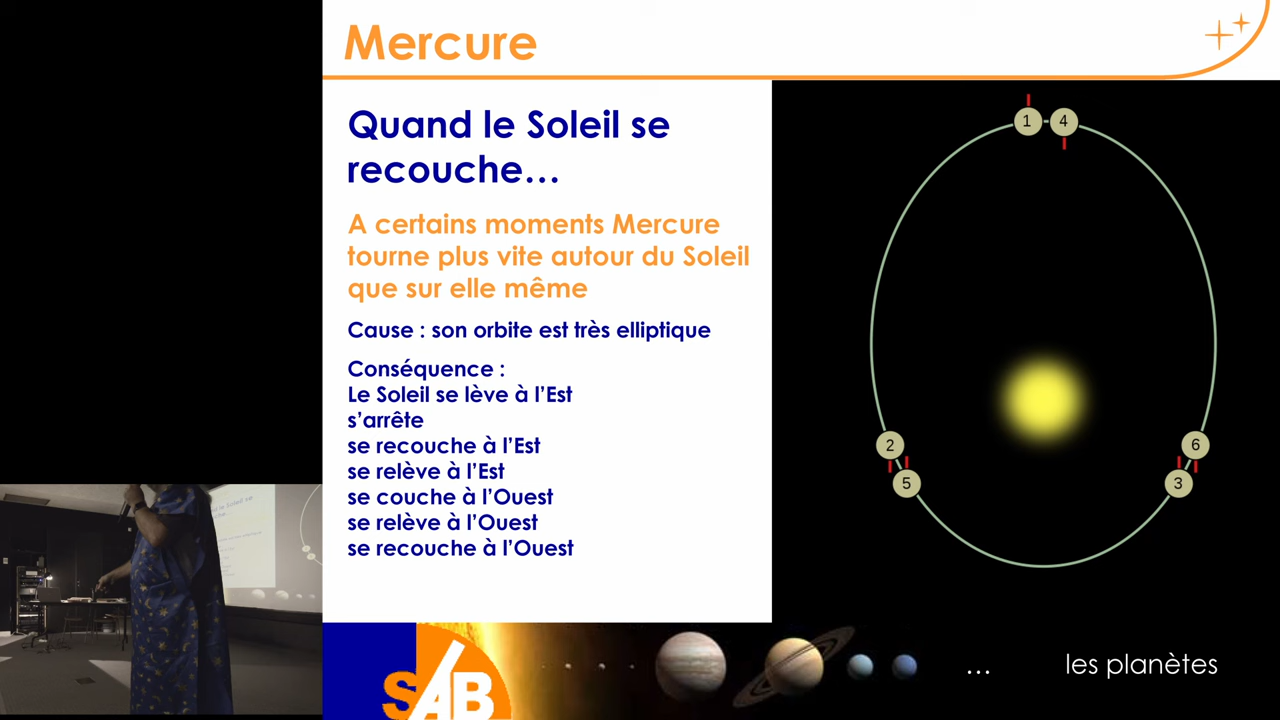 Mercure
Quand le Soleil se
recouche…
A certains moments Mercure
tourne plus vite autour du Soleil
que sur elle même
Cause : son orbite est très elliptique
Conséquence :
Le Soleil se lève à l’Est
s’arrête
se recouche à l’Est
se relève à l’Est
se couche à l’Ouest
se relève à l’Ouest
se recouche à l’Ouest
1 4
2 6
5 3
SAB
… les planètes